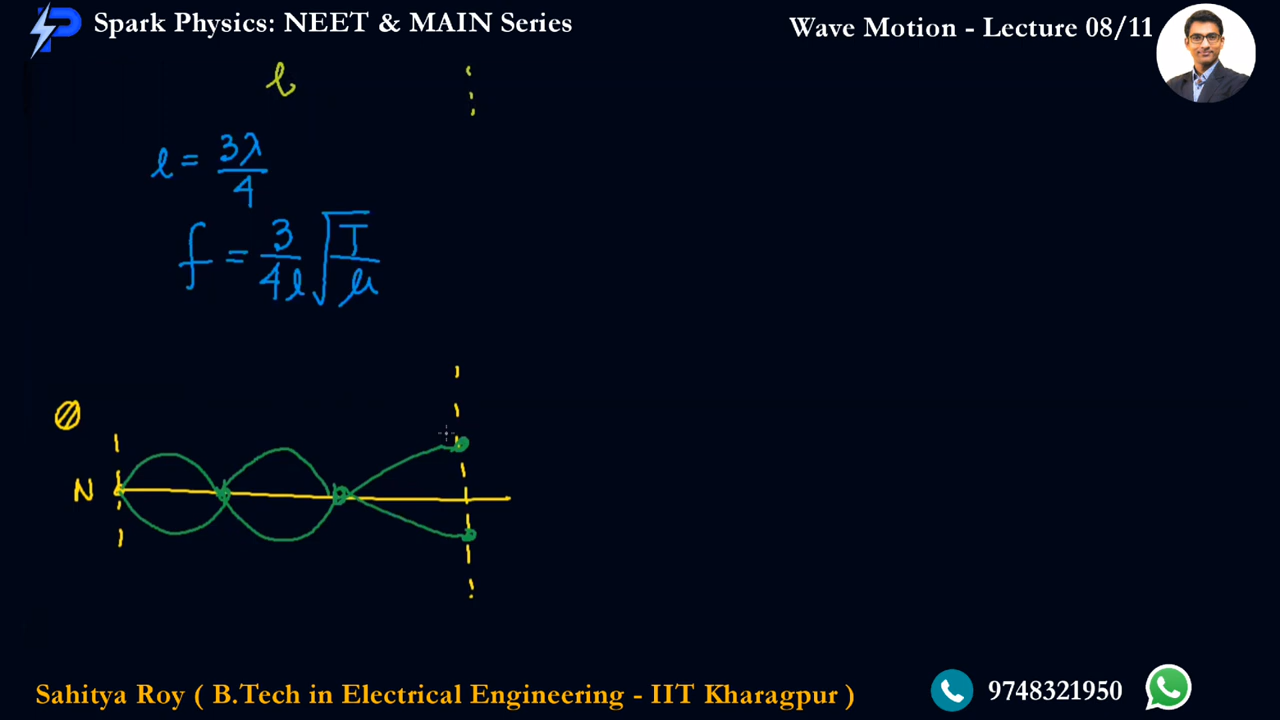 Spark Physics: NEET & MAIN Series
Wave Motion - Lecture 08/11
l
l = 3λ/4
f = 3/4l √T/μ
N
Sahitya Roy ( B.Tech in Electrical Engineering - IIT Kharagpur )
9748321950